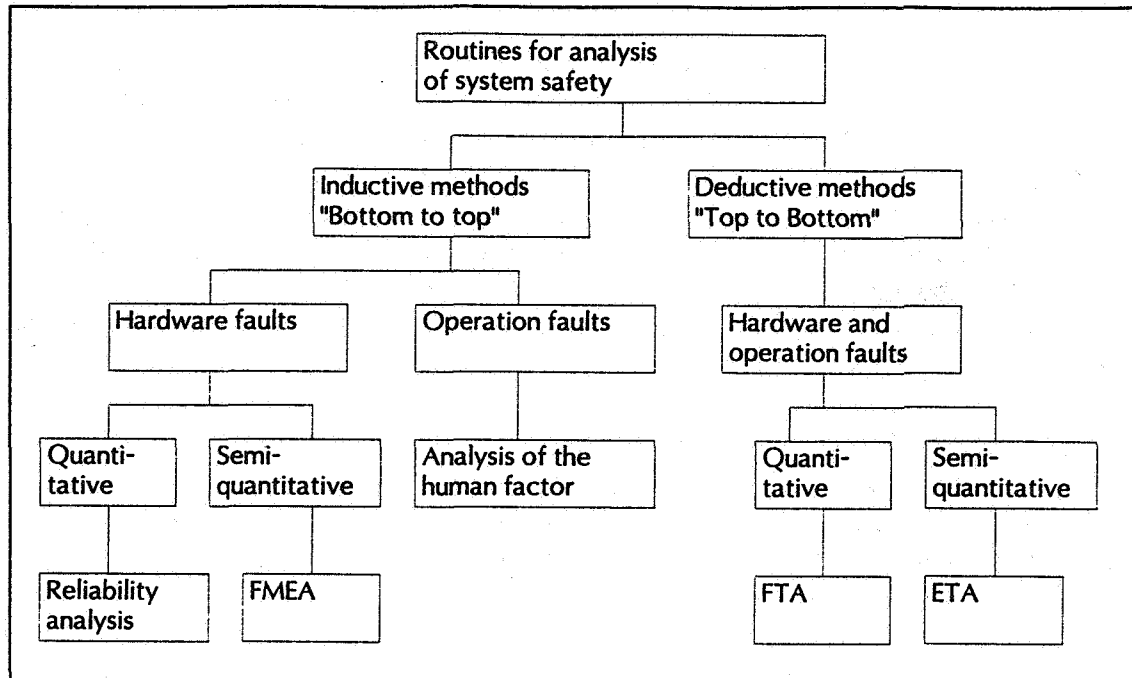 Routines for analysis
of system safety
Inductive methods
"Bottom to top"
Deductive methods
"Top to Bottom"
Hardware faults
Operation faults
Hardware and
operation faults
Quanti-
tative
Semi-
quantitative
Analysis of the
human factor
Quanti-
tative
Semi-
quantitative
Reliability
analysis
FMEA
FTA
ETA